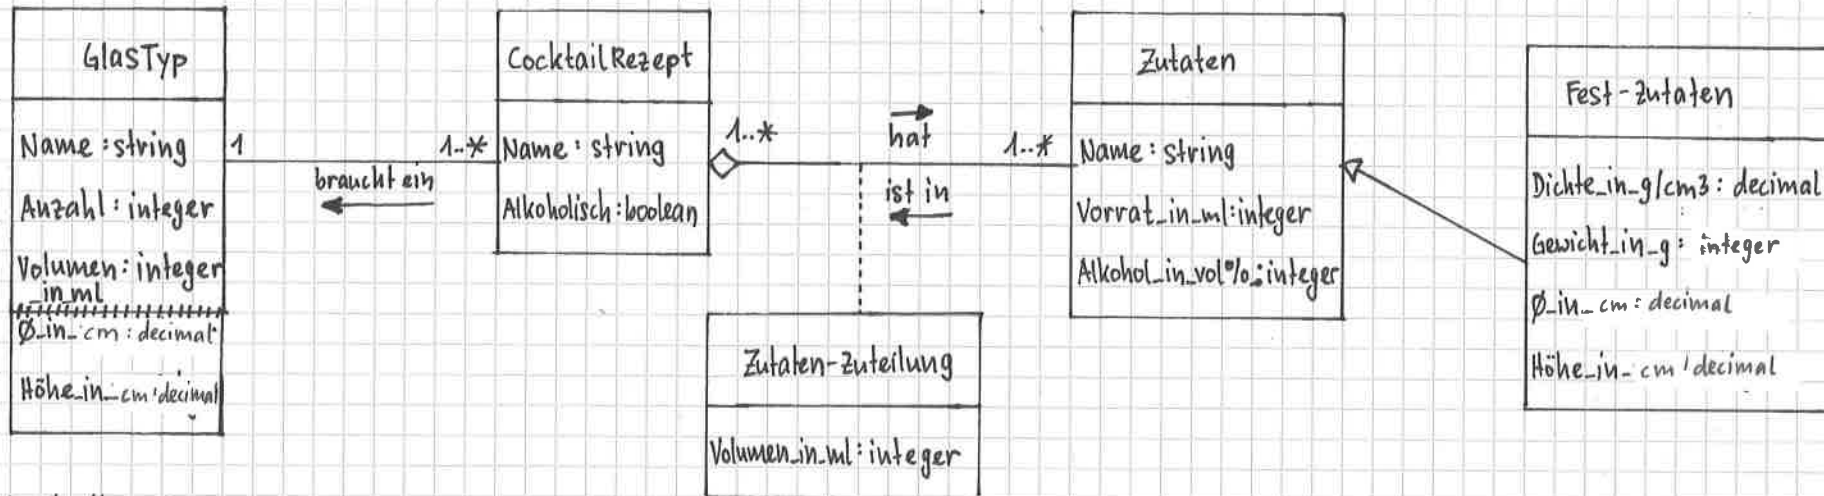 GlasTyp
Name: string
Anzahl: integer
Volumen: integer
_in_ml
Ø_in_cm: decimal
Höhe_in_cm: decimal
1
1..*
braucht ein
CocktailRezept
Name: string
Alkoholisch: boolean
1..*
hat
ist in
1..*
Zutaten-Zuteilung
Volumen_in_ml: integer
Zutaten
Name: string
Vorrat_in_ml: integer
Alkohol_in_vol%: integer
Fest-Zutaten
Dichte_in_g/cm3: decimal
Gewicht_in_g: integer
Ø_in_cm: decimal
Höhe_in_cm: decimal